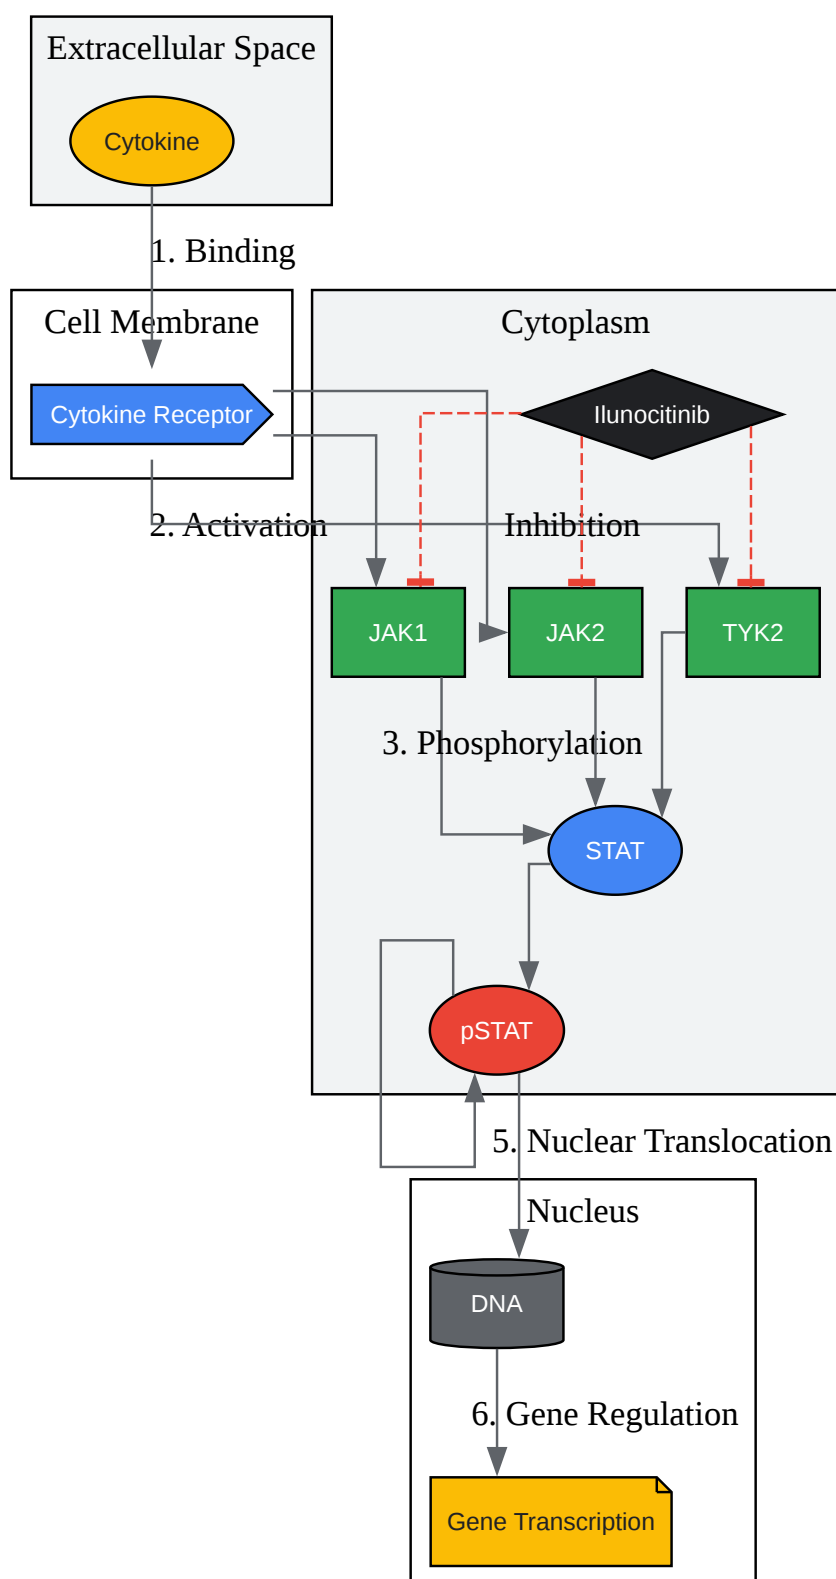 Extracellular Space
Cytokine
1. Binding
Cell Membrane
Cytoplasm
Cytokine Receptor
Ilunocitinib
2. Activation
Inhibition
JAK1
JAK2
TYK2
3. Phosphorylation
STAT
pSTAT
5. Nuclear Translocation
Nucleus
DNA
6. Gene Regulation
Gene Transcription